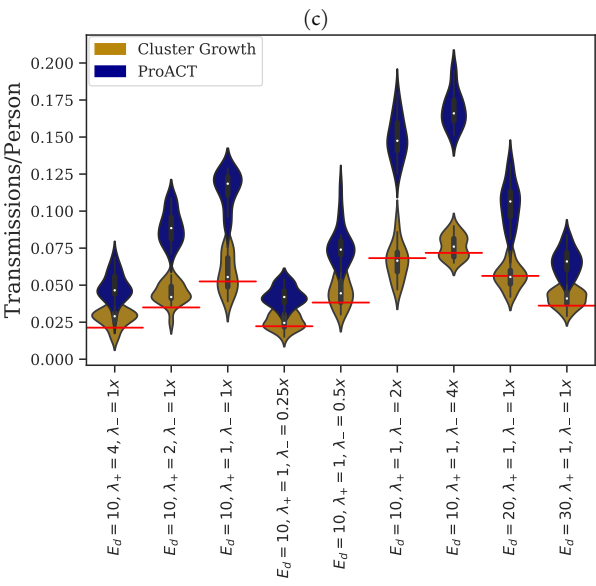 (c)
Cluster Growth
ProACT
Transmissions/Person
0.200
0.175
0.150
0.125
0.100
0.075
0.050
0.025
0.000
E_d = 10, λ_+ = 4, λ_− = 1x
E_d = 10, λ_+ = 2, λ_− = 1x
E_d = 10, λ_+ = 1, λ_− = 1x
E_d = 10, λ_+ = 1, λ_− = 0.25x
E_d = 10, λ_+ = 1, λ_− = 0.5x
E_d = 10, λ_+ = 1, λ_− = 2x
E_d = 10, λ_+ = 1, λ_− = 4x
E_d = 20, λ_+ = 1, λ_− = 1x
E_d = 30, λ_+ = 1, λ_− = 1x